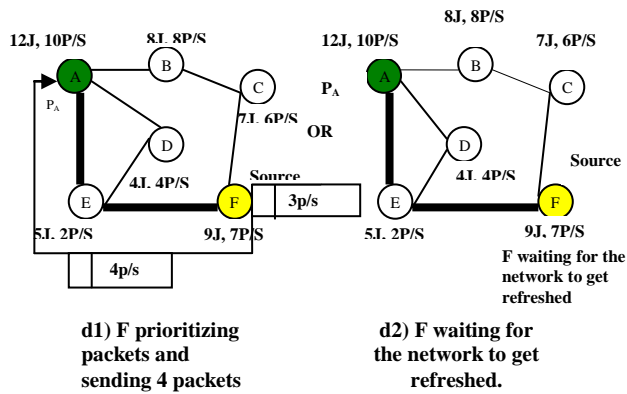 12J, 10P/S
8J, 8P/S
A
B
C
P_A
7J, 6P/S
D
4J, 4P/S
Source
E
F
3p/s
5J, 2P/S
9J, 7P/S
4p/s
d1) F prioritizing
packets and
sending 4 packets
OR
12J, 10P/S
8J, 8P/S
7J, 6P/S
P_A
A
B
C
D
Source
4J, 4P/S
E
F
5J, 2P/S
9J, 7P/S
F waiting for the
network to get
refreshed
d2) F waiting for
the network to get
refreshed.